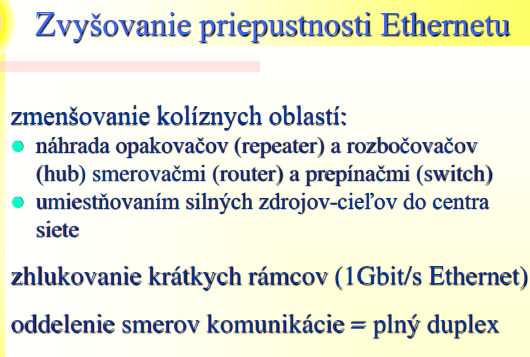 Zvyšovanie priepustnosti Ethernetu
zmenšovanie kolíznych oblastí:
náhrada opakovačov (repeater) a rozbočovačov
(hub) smerovačmi (router) a prepínačmi (switch)
umiestňovaním silných zdrojov-cieľov do centra
siete
zhlukovanie krátkych rámcov (1Gbit/s Ethernet)
oddelenie smerov komunikácie = plný duplex